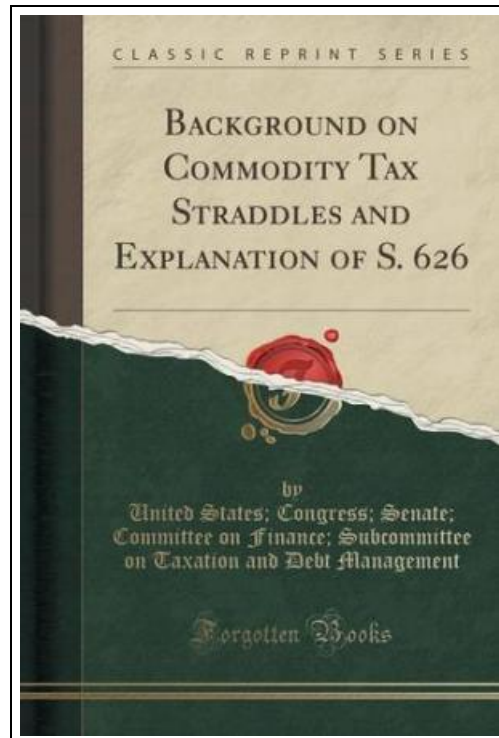 CLASSIC REPRINT SERIES
BACKGROUND ON
COMMODITY TAX
STRADDLES AND
EXPLANATION OF S. 626
by
United States; Congress; Senate;
Committee on Finance; Subcommittee
on Taxation and Debt Management
Forgotten Books